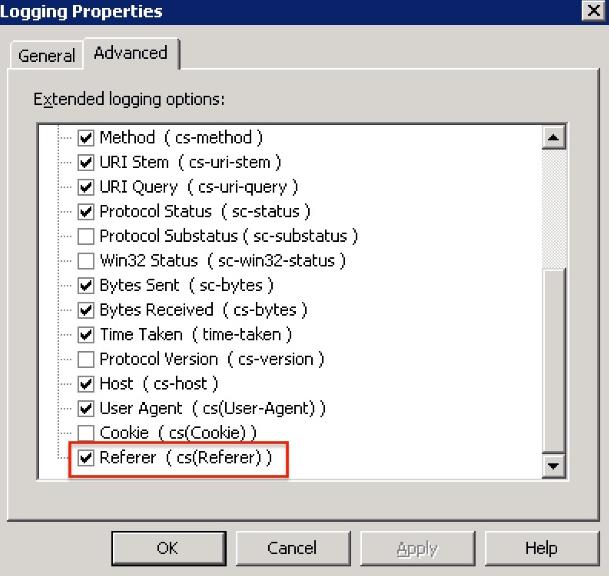 Logging Properties
General
Advanced
Extended logging options:
Method ( cs-method )
URI Stem ( cs-uri-stem )
URI Query ( cs-uri-query )
Protocol Status ( sc-status )
Protocol Substatus ( sc-substatus )
Win32 Status ( sc-win32-status )
Bytes Sent ( sc-bytes )
Bytes Received ( cs-bytes )
Time Taken ( time-taken )
Protocol Version ( cs-version )
Host ( cs-host )
User Agent ( cs(User-Agent) )
Cookie ( cs(Cookie) )
Referer ( cs(Referer) )
OK
Cancel
Apply
Help